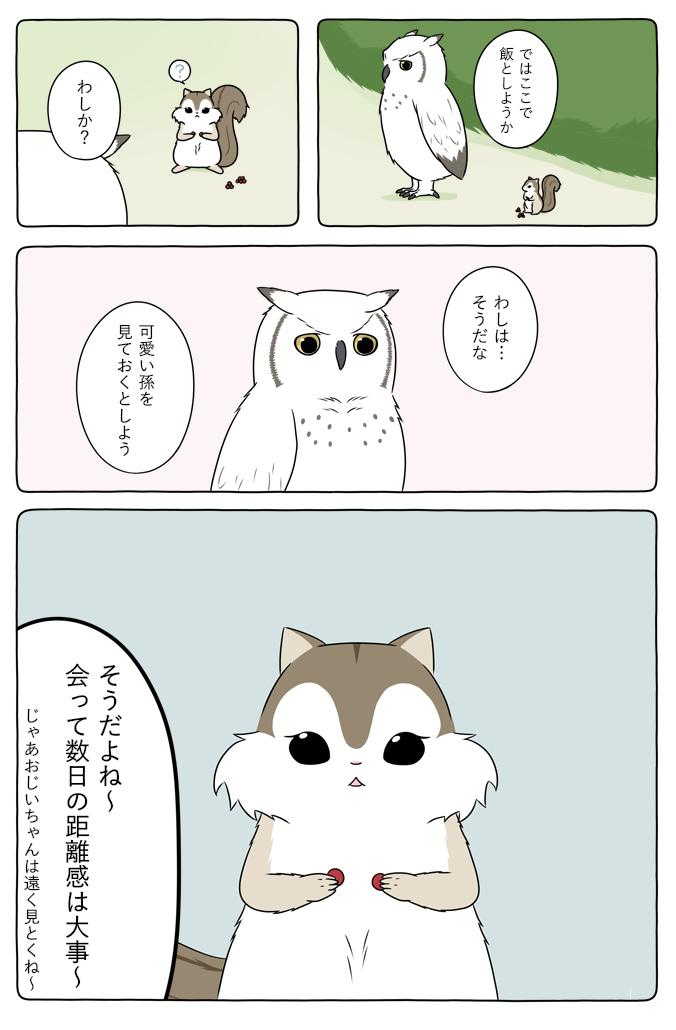 ではここで
飯としようか
?
わしか?
わしは…
そうだな
可愛い孫を
見ておくとしよう
そうだよね～
会って数日の距離感は大事～
じゃあおじいちゃんは遠く見とくね～